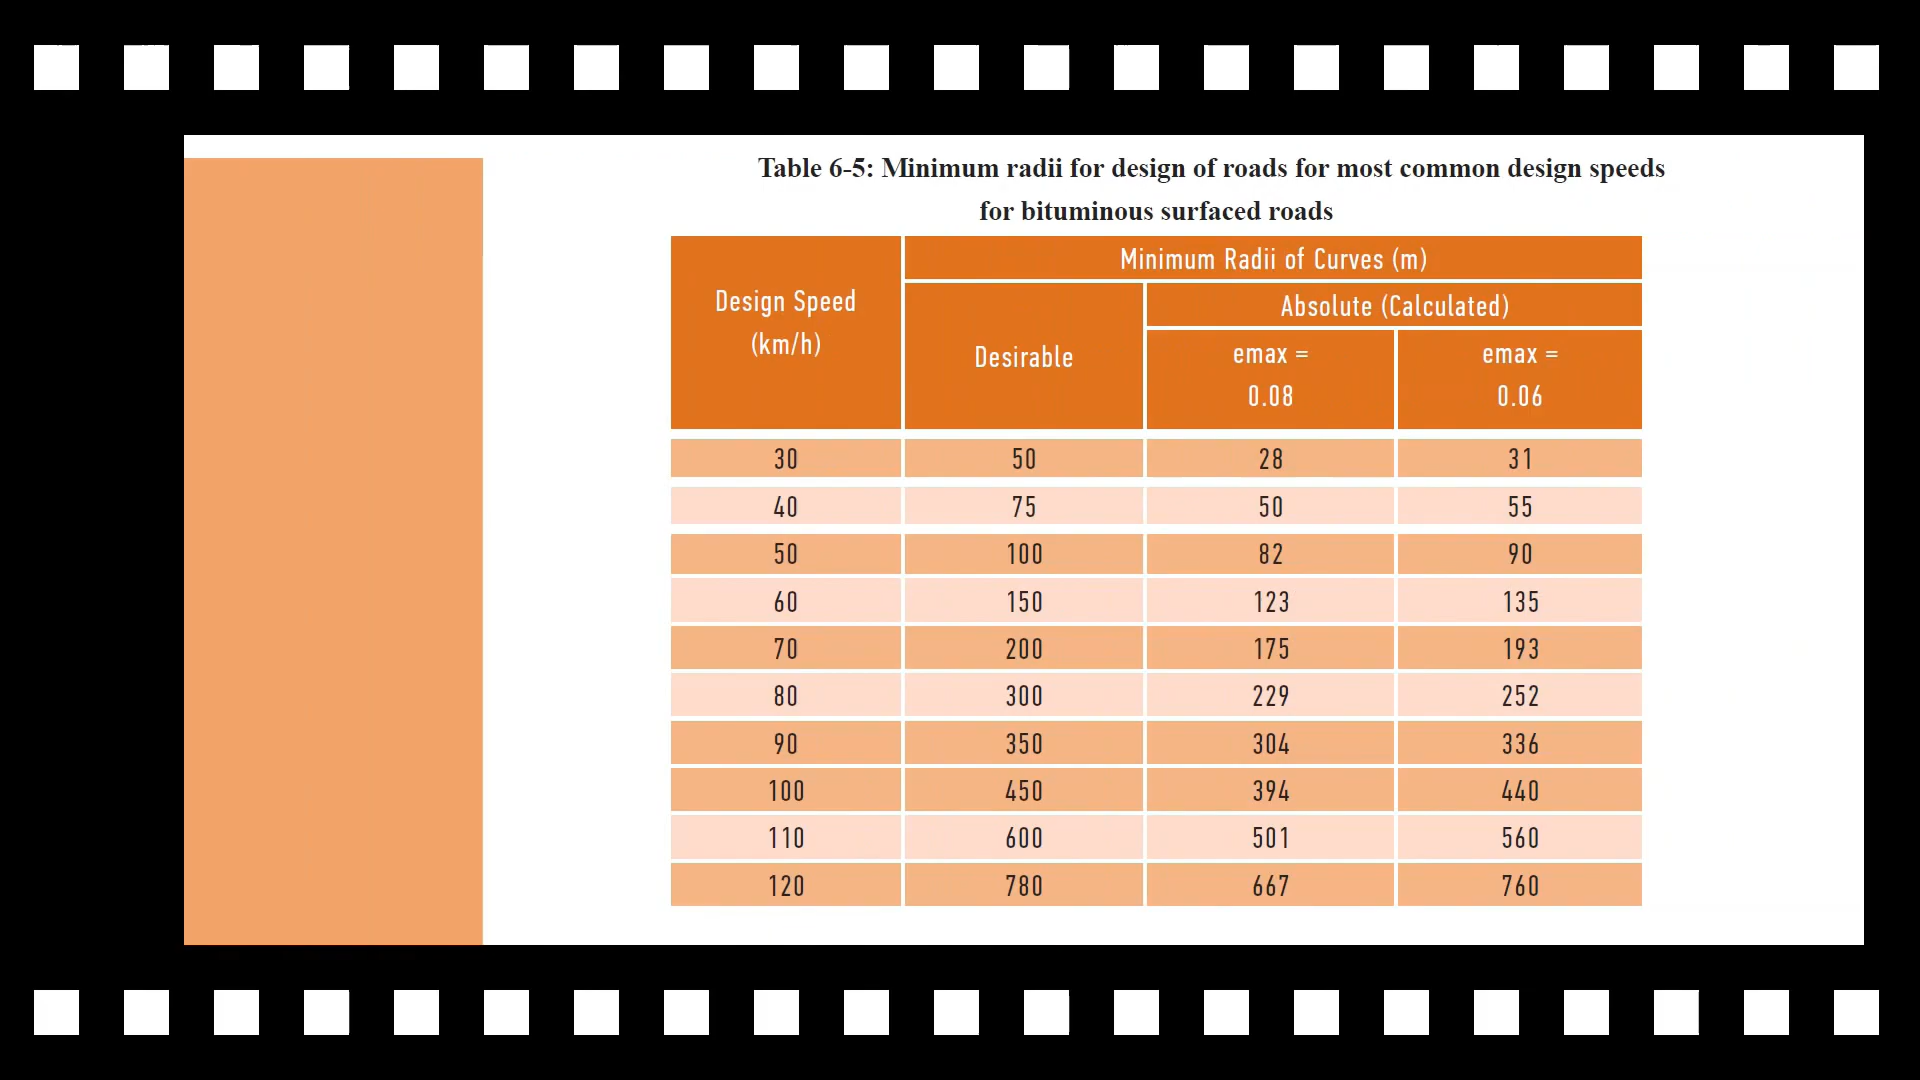 Table 6-5: Minimum radii for design of roads for most common design speeds
for bituminous surfaced roads
Design Speed
(km/h)
Minimum Radii of Curves (m)
Desirable
Absolute (Calculated)
emax =
0.08
emax =
0.06
30 50 28 31
40 75 50 55
50 100 82 90
60 150 123 135
70 200 175 193
80 300 229 252
90 350 304 336
100 450 394 440
110 600 501 560
120 780 667 760